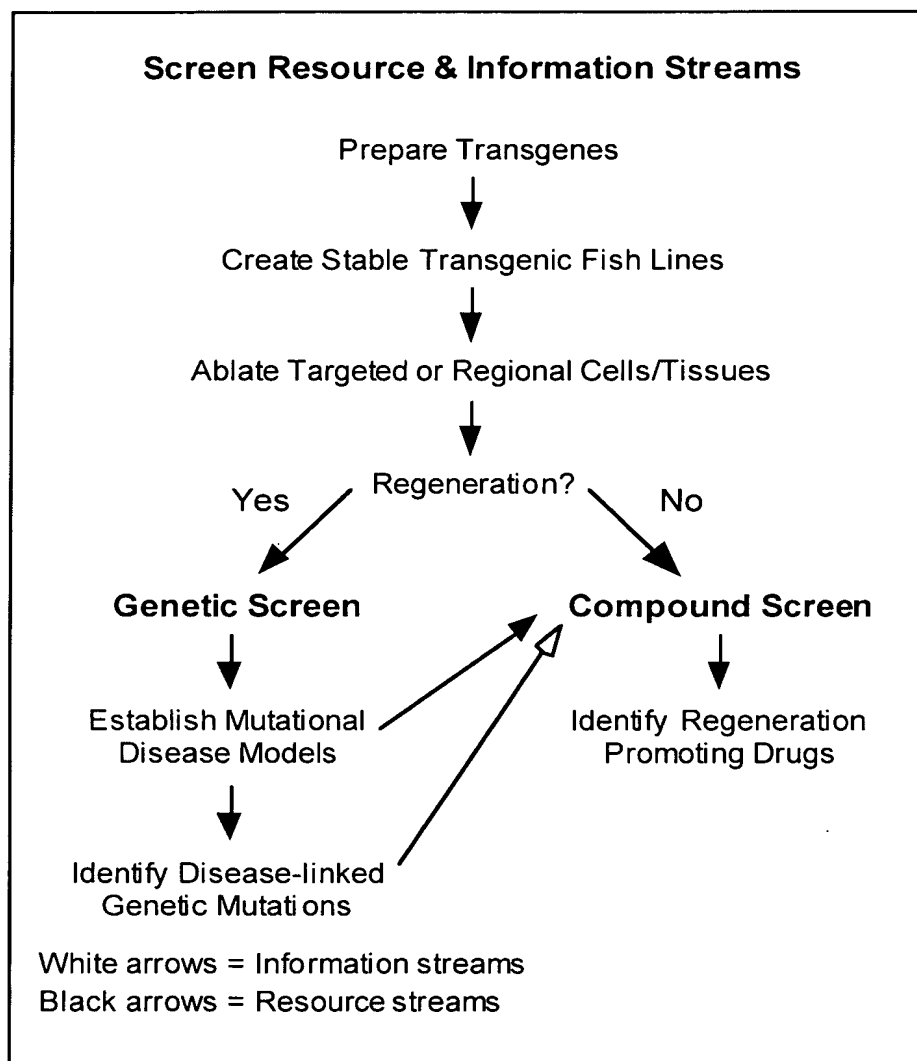 Screen Resource & Information Streams
Prepare Transgenes
Create Stable Transgenic Fish Lines
Ablate Targeted or Regional Cells/Tissues
Regeneration?
Yes
No
Genetic Screen
Compound Screen
Establish Mutational
Disease Models
Identify Regeneration
Promoting Drugs
Identify Disease-linked
Genetic Mutations
White arrows = Information streams
Black arrows = Resource streams